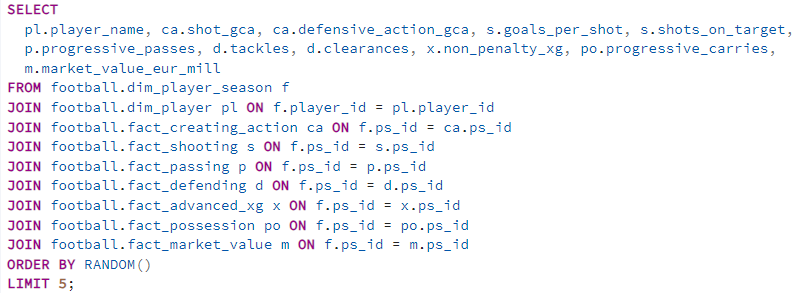 SELECT
pl.player_name, ca.shot_gca, ca.defensive_action_gca, s.goals_per_shot, s.shots_on_target,
p.progressive_passes, d.tackles, d.clearances, x.non_penalty_xg, po.progressive_carries,
m.market_value_eur_mill
FROM football.dim_player_season f
JOIN football.dim_player pl ON f.player_id = pl.player_id
JOIN football.fact_creating_action ca ON f.ps_id = ca.ps_id
JOIN football.fact_shooting s ON f.ps_id = s.ps_id
JOIN football.fact_passing p ON f.ps_id = p.ps_id
JOIN football.fact_defending d ON f.ps_id = d.ps_id
JOIN football.fact_advanced_xg x ON f.ps_id = x.ps_id
JOIN football.fact_possession po ON f.ps_id = po.ps_id
JOIN football.fact_market_value m ON f.ps_id = m.ps_id
ORDER BY RANDOM()
LIMIT 5;